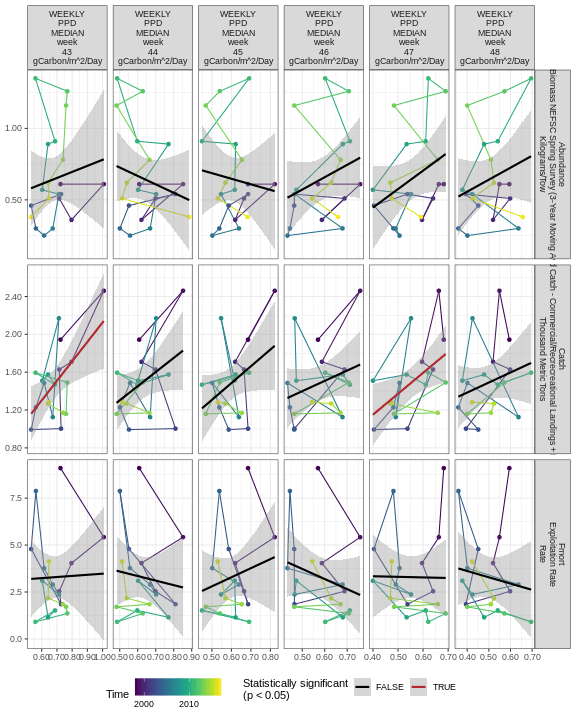 WEEKLY
PPD
MEDIAN
week
43
gCarbon/m^2/Day
WEEKLY
PPD
MEDIAN
week
44
gCarbon/m^2/Day
WEEKLY
PPD
MEDIAN
week
45
gCarbon/m^2/Day
WEEKLY
PPD
MEDIAN
week
46
gCarbon/m^2/Day
WEEKLY
PPD
MEDIAN
week
47
gCarbon/m^2/Day
WEEKLY
PPD
MEDIAN
week
48
gCarbon/m^2/Day
1.00
0.50
Abundance
Biomass NEFSC Spring Survey (3-Year Moving
Kilograms/tow
2.40
2.00
1.60
1.20
0.80
Catch
Catch - Commercial/Recreational Landings +
Thousand Metric Tons
7.5
5.0
2.5
0.0
Fmort
Exploitation Rate
Rate
0.60 0.70 0.80 0.90 1.00
0.50 0.60 0.70 0.80 0.90
0.50 0.60 0.70 0.80
0.50 0.60 0.70
0.40 0.50 0.60 0.70
0.40 0.50 0.60 0.70
Time
2000 2010
Statistically significant
(p < 0.05)
FALSE TRUE